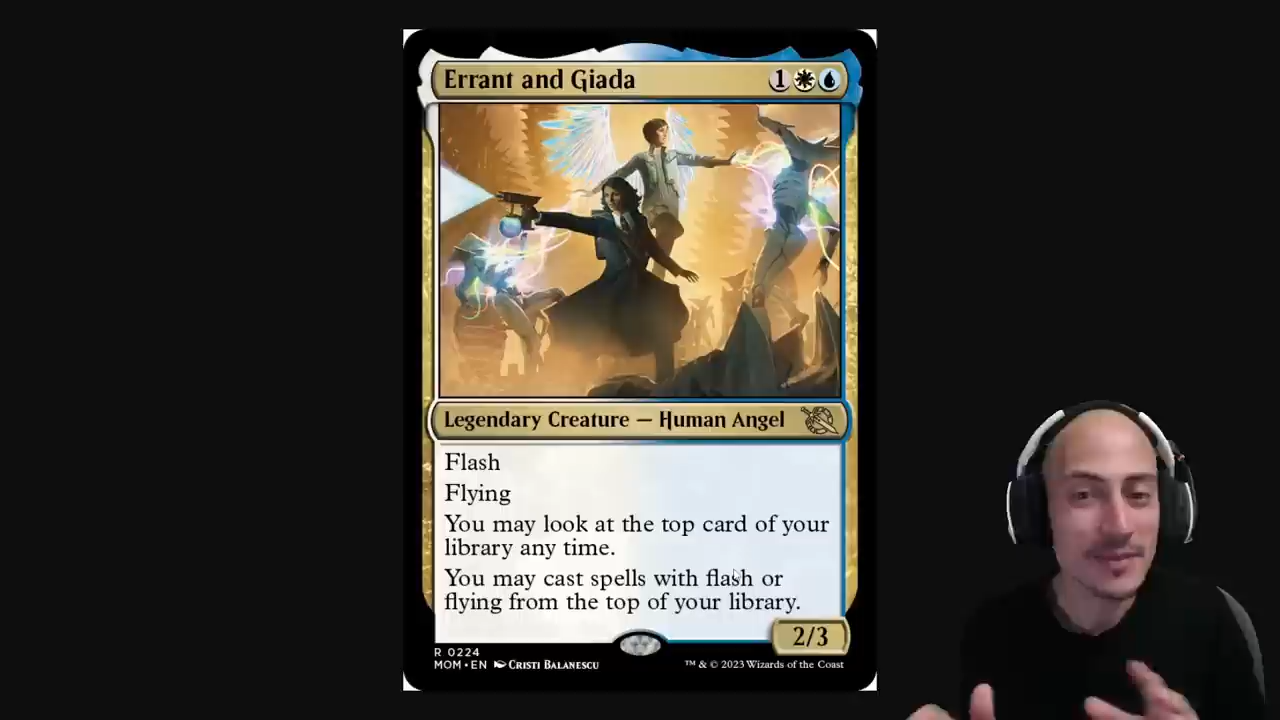 Errant and Giada 1
Legendary Creature — Human Angel
Flash
Flying
You may look at the top card of your
library any time.
You may cast spells with flash or
flying from the top of your library.
2/3
R 0224
MOM • EN CRISTI BALANESCU
™ & © 2023 Wizards of the Coast